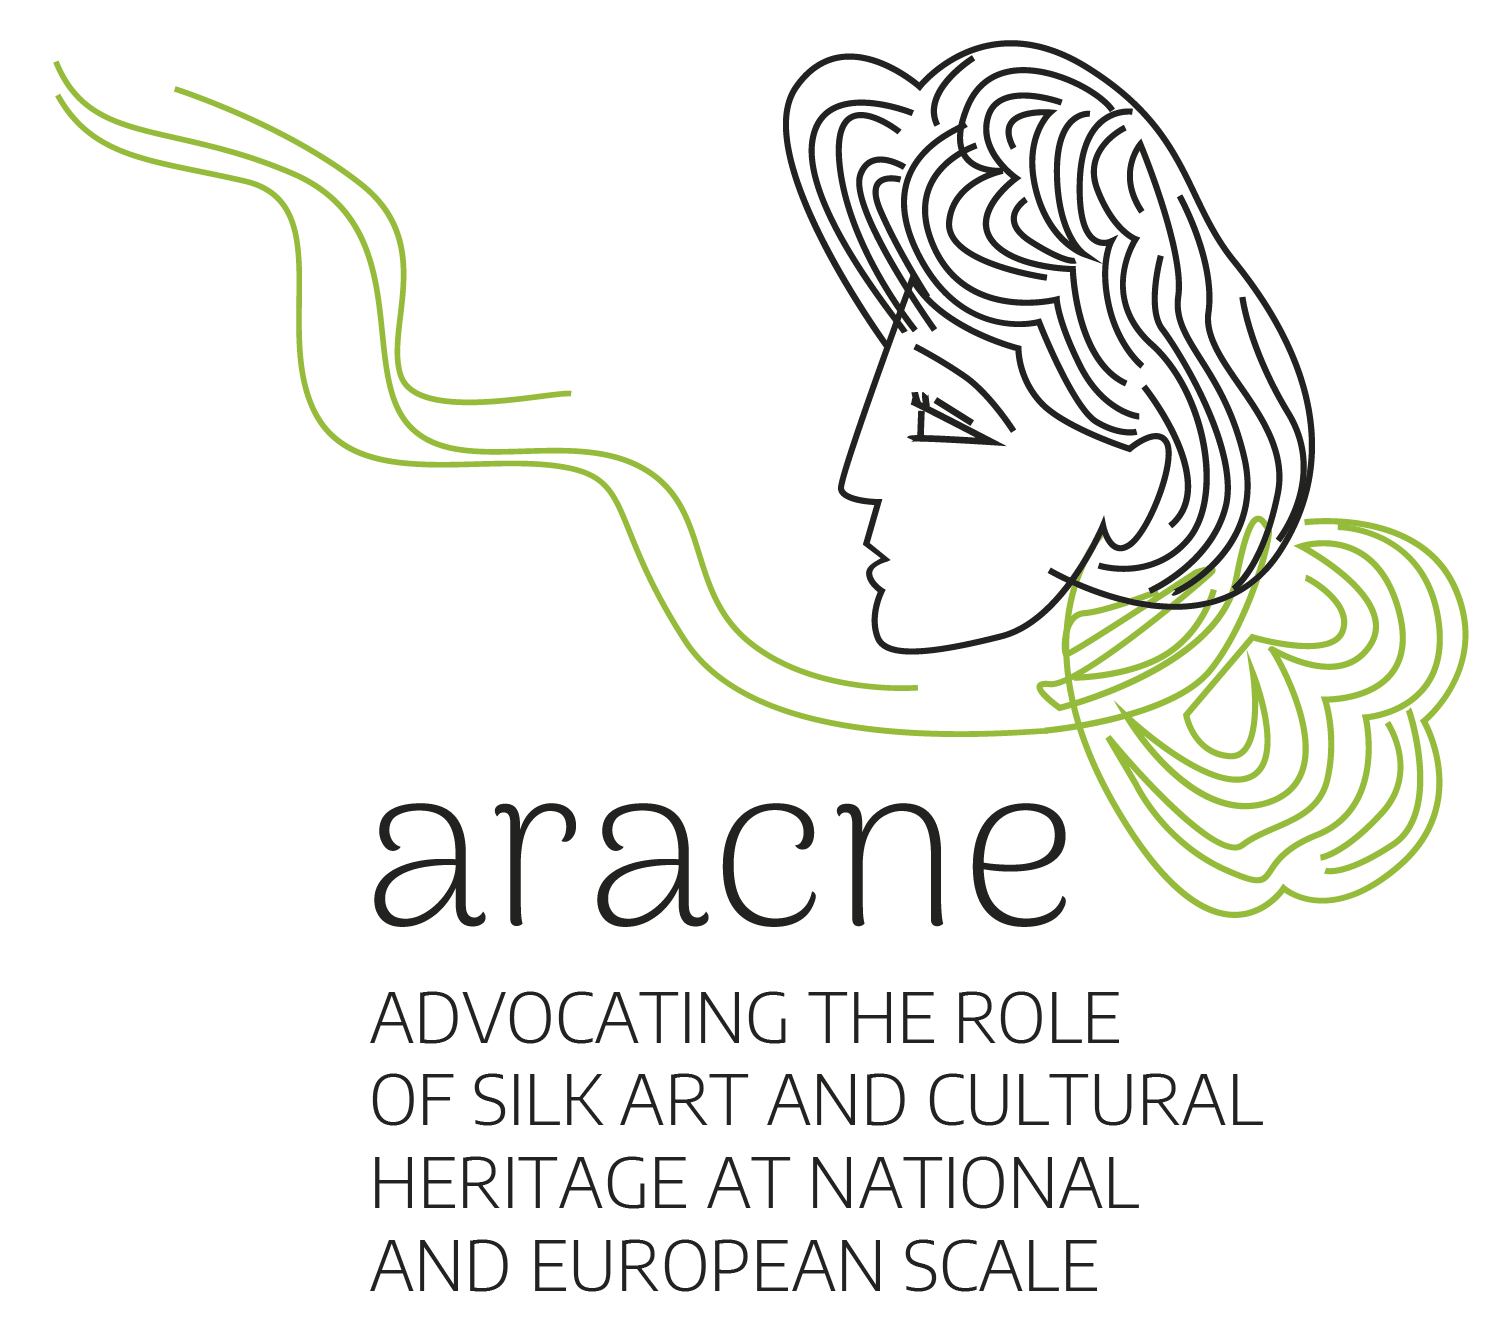 aracne
ADVOCATING THE ROLE
OF SILK ART AND CULTURAL
HERITAGE AT NATIONAL
AND EUROPEAN SCALE